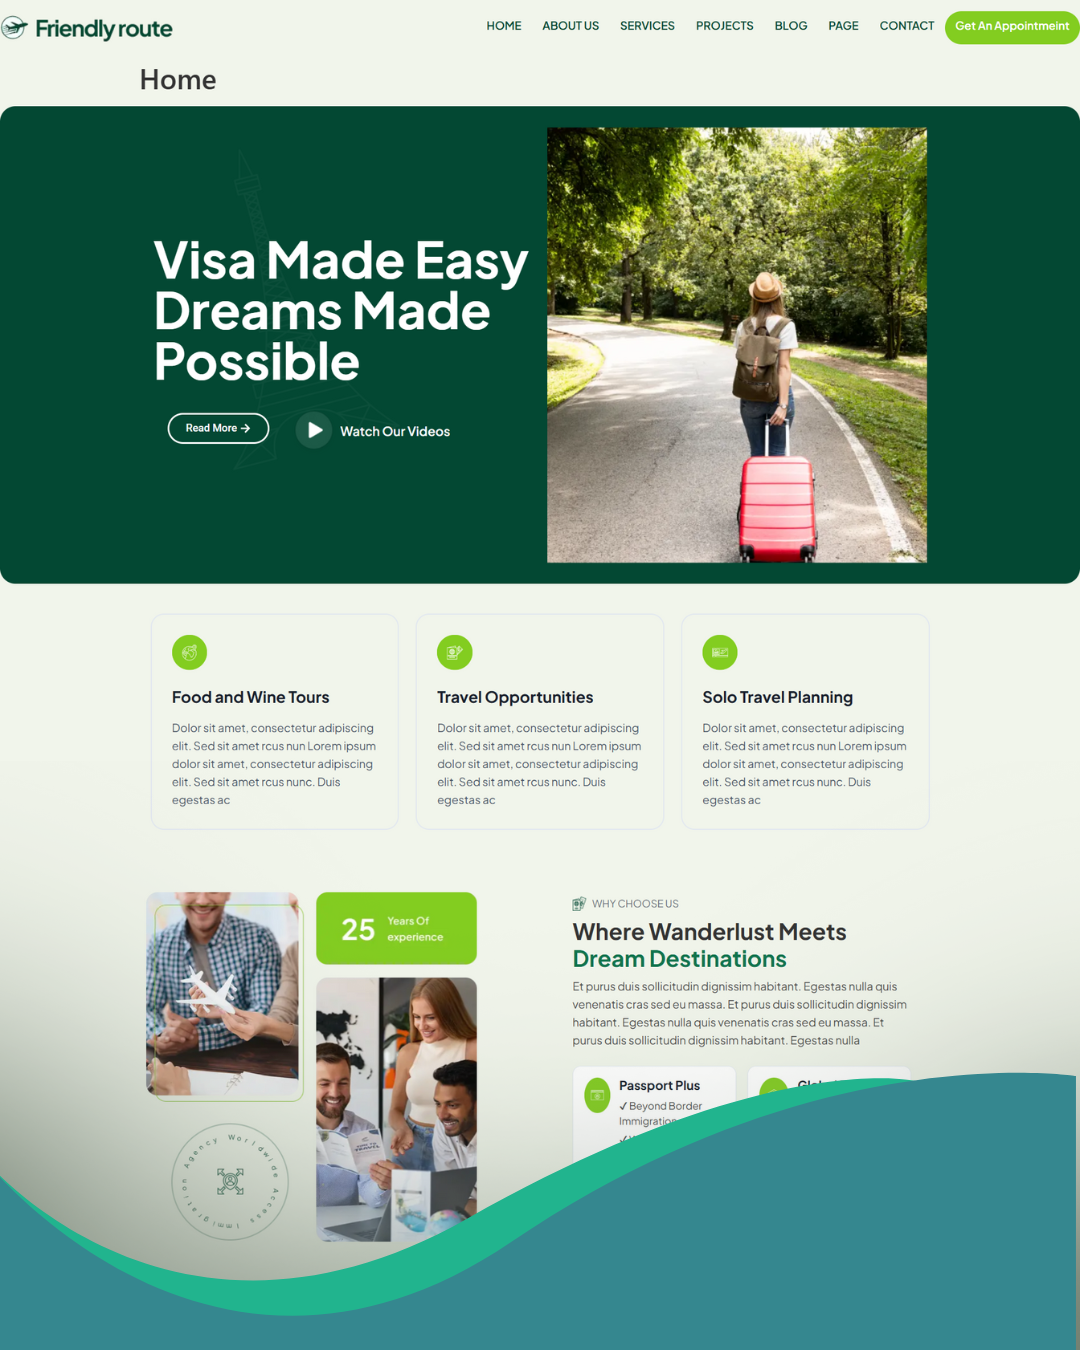 Friendly route
HOME ABOUT US SERVICES PROJECTS BLOG PAGE CONTACT Get An Appointmeint
Home
Visa Made Easy
Dreams Made
Possible
Read More →
Watch Our Videos
Food and Wine Tours
Dolor sit amet, consectetur adipiscing
elit. Sed sit amet rcus nun Lorem ipsum
dolor sit amet, consectetur adipiscing
elit. Sed sit amet rcus nunc. Duis
egestas ac
Travel Opportunities
Dolor sit amet, consectetur adipiscing
elit. Sed sit amet rcus nun Lorem ipsum
dolor sit amet, consectetur adipiscing
elit. Sed sit amet rcus nunc. Duis
egestas ac
Solo Travel Planning
Dolor sit amet, consectetur adipiscing
elit. Sed sit amet rcus nun Lorem ipsum
dolor sit amet, consectetur adipiscing
elit. Sed sit amet rcus nunc. Duis
egestas ac
25 Years Of
experience
Agency Worldwide Access Immigration
WHY CHOOSE US
Where Wanderlust Meets
Dream Destinations
Et purus duis sollicitudin dignissim habitant. Egestas nulla quis
venenatis cras sed eu massa. Et purus duis sollicitudin dignissim
habitant. Egestas nulla quis venenatis cras sed eu massa. Et
purus duis sollicitudin dignissim habitant. Egestas nulla
Passport Plus
✓ Beyond Border
Immigration